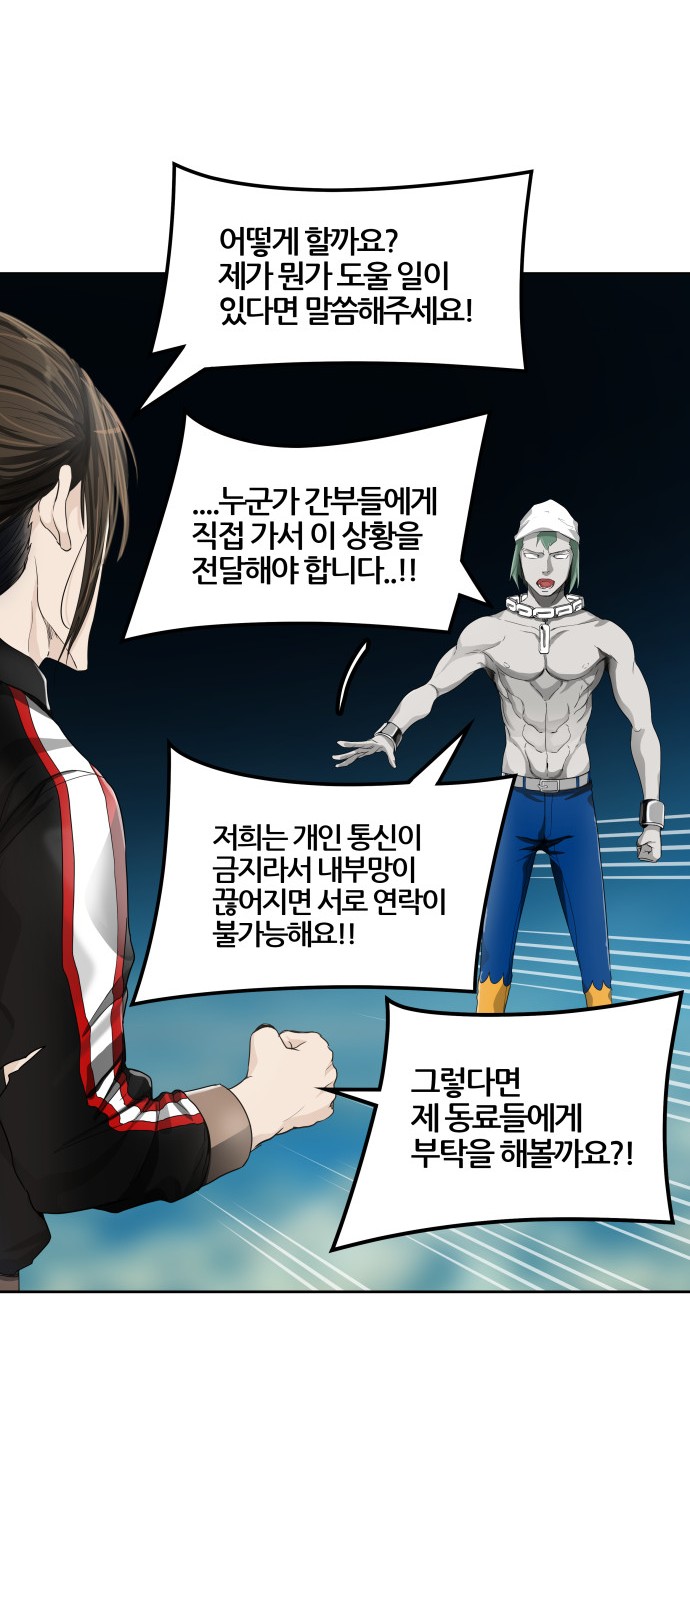 어떻게 할까요?
제가 뭔가 도울 일이
있다면 말씀해주세요!
....누군가 간부들에게
직접 가서 이 상황을
전달해야 합니다..!!
저희는 개인 통신이
금지라서 내부망이
끊어지면 서로 연락이
불가능해요!!
그렇다면
제 동료들에게
부탁을 해볼까요?!